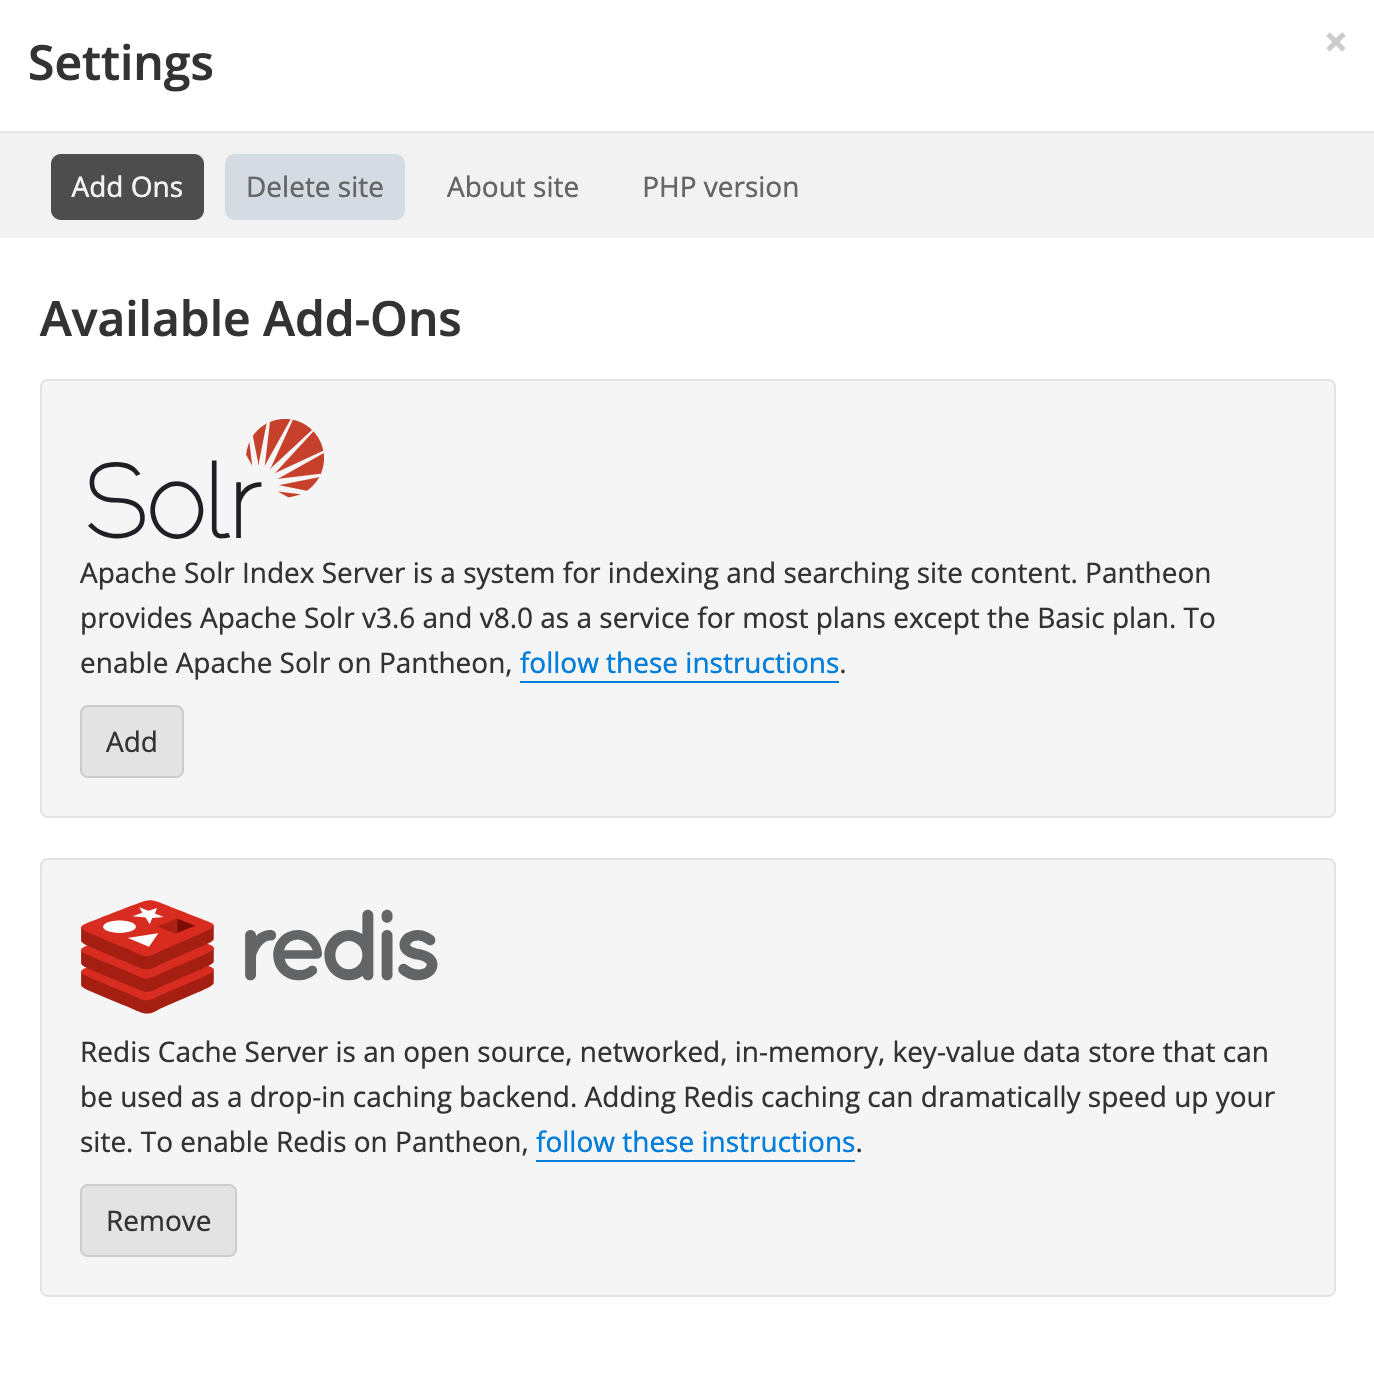 Settings
×
Add Ons
Delete site
About site
PHP version
Available Add-Ons
Solr
Apache Solr Index Server is a system for indexing and searching site content. Pantheon
provides Apache Solr v3.6 and v8.0 as a service for most plans except the Basic plan. To
enable Apache Solr on Pantheon, follow these instructions.
Add
redis
Redis Cache Server is an open source, networked, in-memory, key-value data store that can
be used as a drop-in caching backend. Adding Redis caching can dramatically speed up your
site. To enable Redis on Pantheon, follow these instructions.
Remove